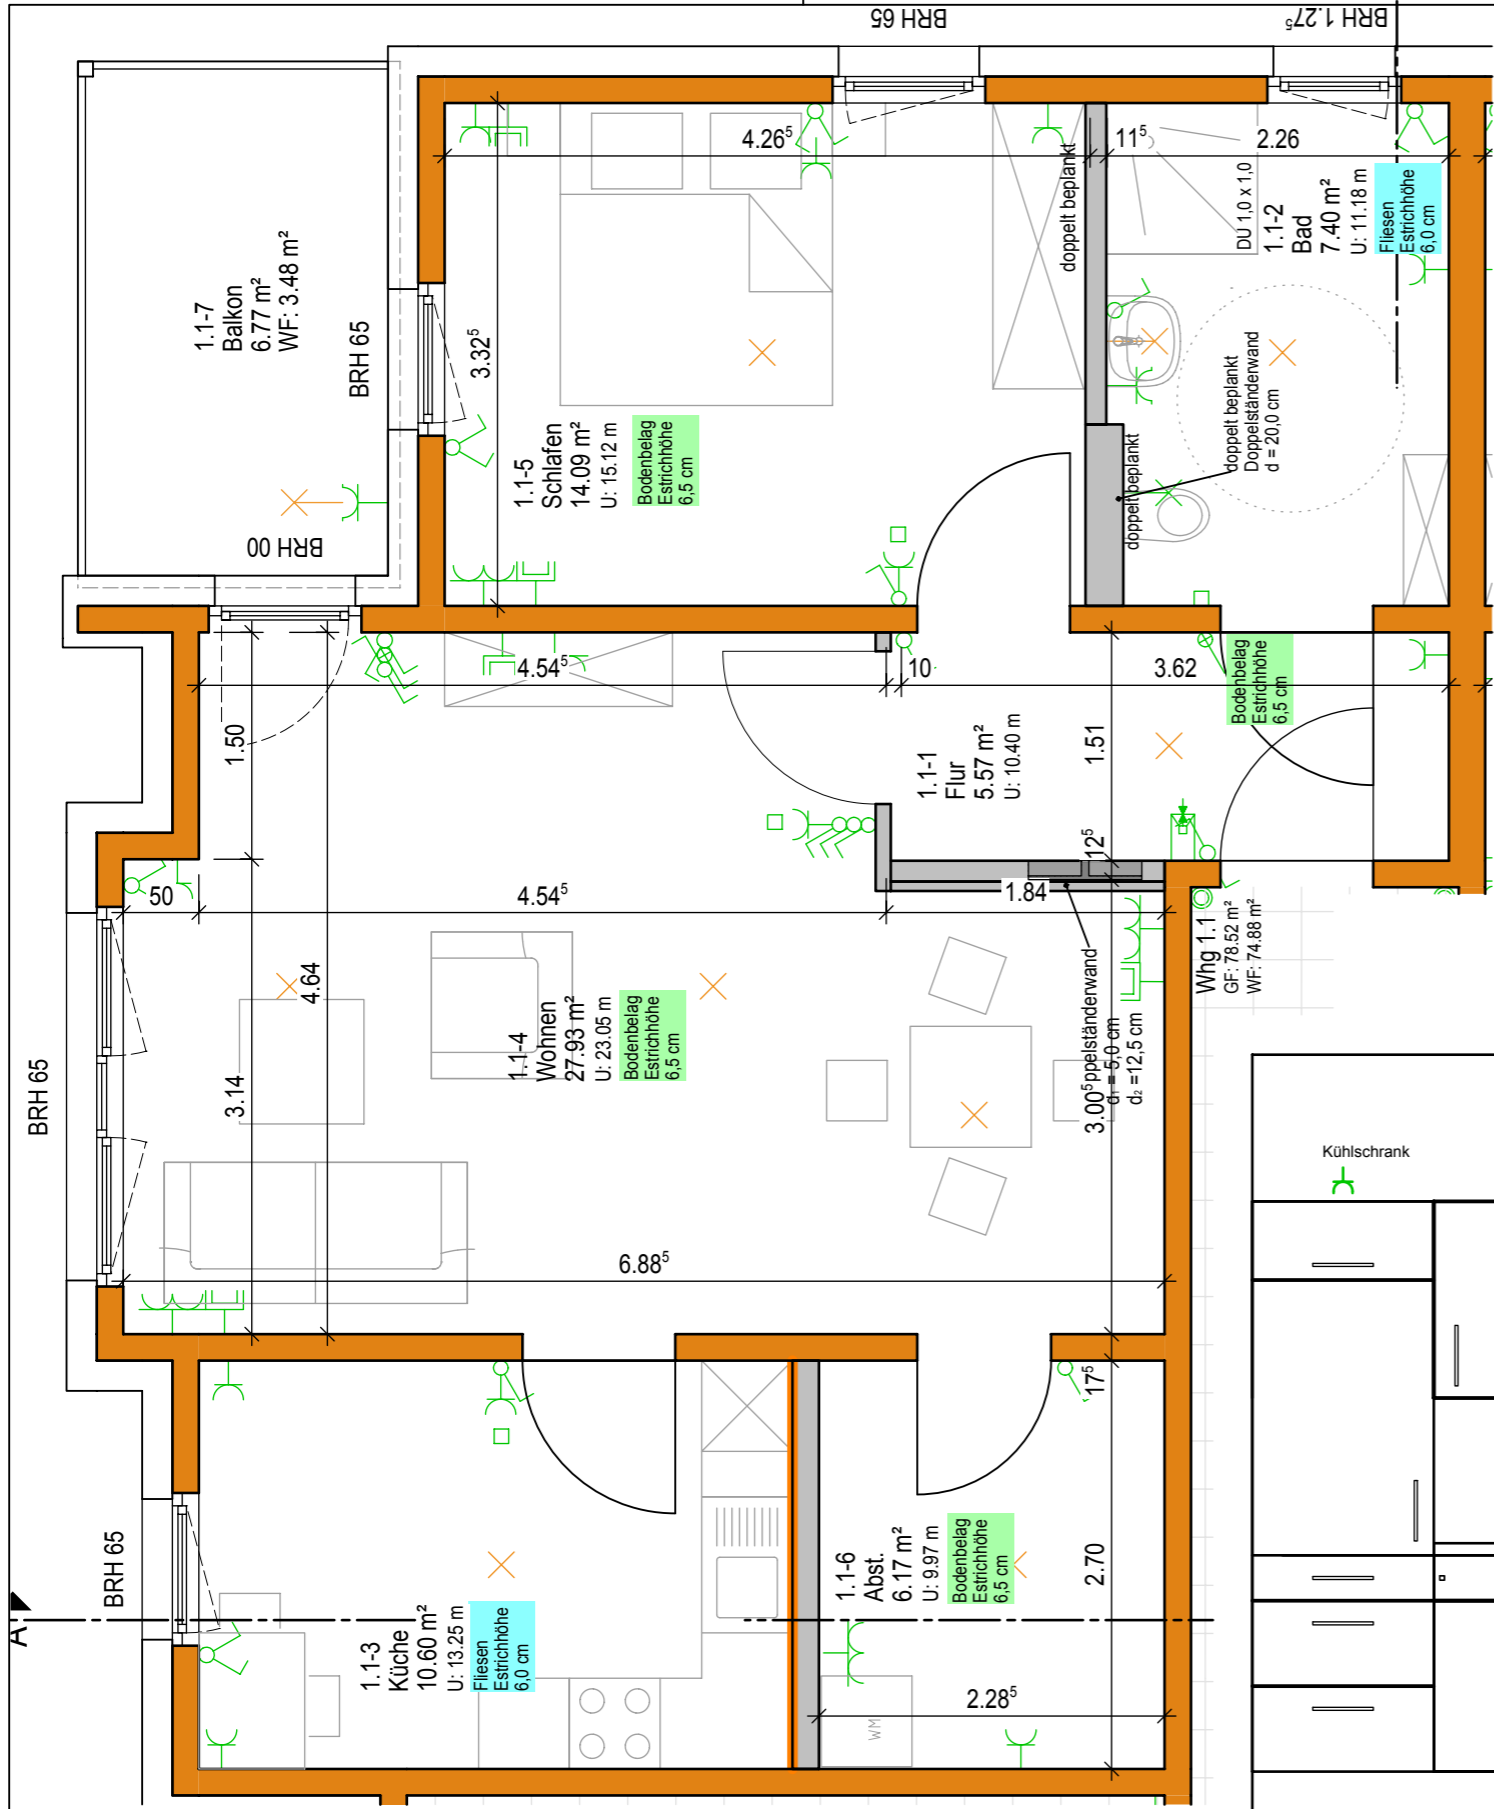 BRH 65
BRH 1.27⁵
1.1-7
Balkon
6.77 m²
WF: 3.48 m²
BRH 65
BRH 00
4.26⁵
11⁵
2.26
doppelt beplankt
DU 1,0 x 1,0
1.1-2
Bad
7.40 m²
U: 11.18 m
Fliesen
Estrichhöhe
6,0 cm
3.32⁵
1.1-5
Schlafen
14.09 m²
U: 15.12 m
Bodenbelag
Estrichhöhe
6,5 cm
doppelt beplankt
doppelt beplankt
Doppelständerwand
d = 20,0 cm
4.54⁵
10
3.62
Bodenbelag
Estrichhöhe
6,5 cm
1.50
1.1-1
Flur
5.57 m²
U: 10.40 m
1.51
12⁵
50
4.54⁵
1.84
Whg 1.1
GF: 78.52 m²
WF: 74.88 m²
4.64
3.14
BRH 65
1.1-4
Wohnen
27.93 m²
U: 23.05 m
Bodenbelag
Estrichhöhe
6,5 cm
3.00⁵
ppelständerwand
d₁ = 5,0 cm
d₂ =12,5 cm
Kühlschrank
6.88⁵
17⁵
BRH 65
A
1.1-3
Küche
10.60 m²
U: 13.25 m
Fliesen
Estrichhöhe
6,0 cm
1.1-6
Abst.
6.17 m²
U: 9.97 m
Bodenbelag
Estrichhöhe
6,5 cm
2.70
2.28⁵
WM